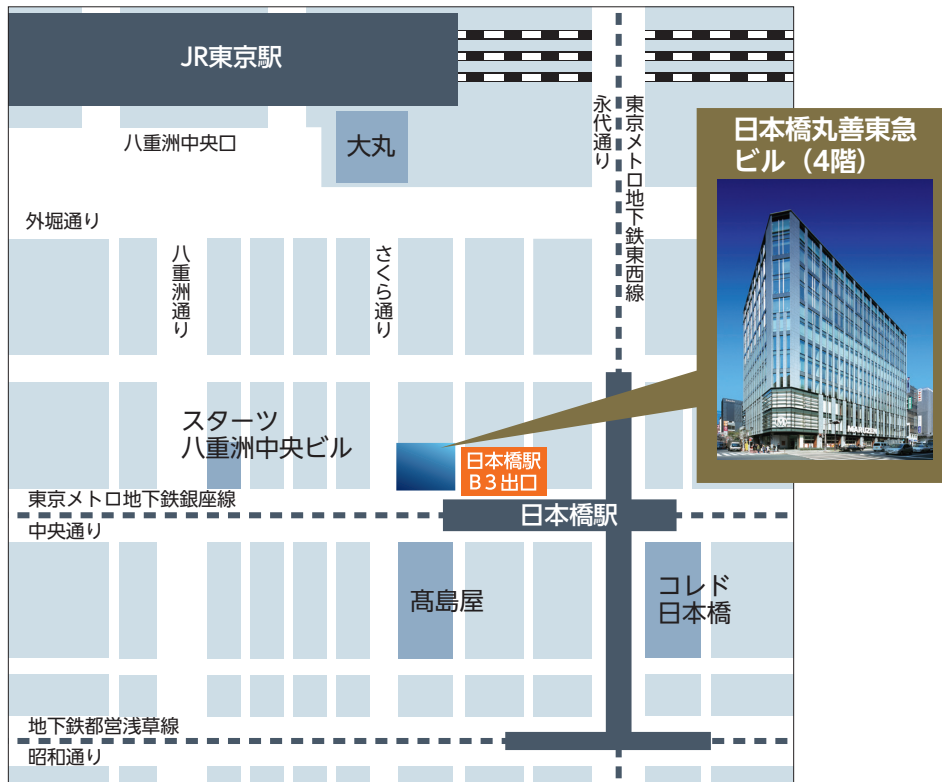 JR東京駅
八重洲中央口
大丸
永代通り
東京メトロ地下鉄東西線
日本橋丸善東急
ビル（4階）
MARUZEN
外堀通り
八重洲通り
さくら通り
スターツ
八重洲中央ビル
日本橋駅
B3出口
東京メトロ地下鉄銀座線
中央通り
日本橋駅
髙島屋
コレド
日本橋
地下鉄都営浅草線
昭和通り